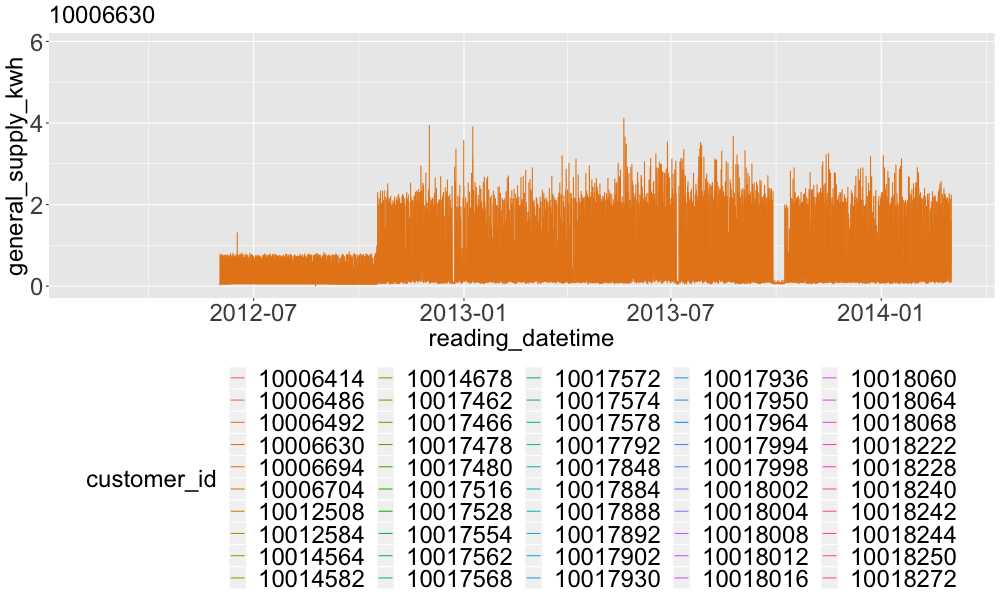 10006630
general_supply_kwh
6
4
2
0
2012-07 2013-01 2013-07 2014-01
reading_datetime
customer_id
10006414 10014678 10017572 10017936 10018060
10006486 10017462 10017574 10017950 10018064
10006492 10017466 10017578 10017964 10018068
10006630 10017478 10017792 10017994 10018222
10006694 10017480 10017848 10017998 10018228
10006704 10017516 10017884 10018002 10018240
10012508 10017528 10017888 10018004 10018242
10012584 10017554 10017892 10018008 10018244
10014564 10017562 10017902 10018012 10018250
10014582 10017568 10017930 10018016 10018272